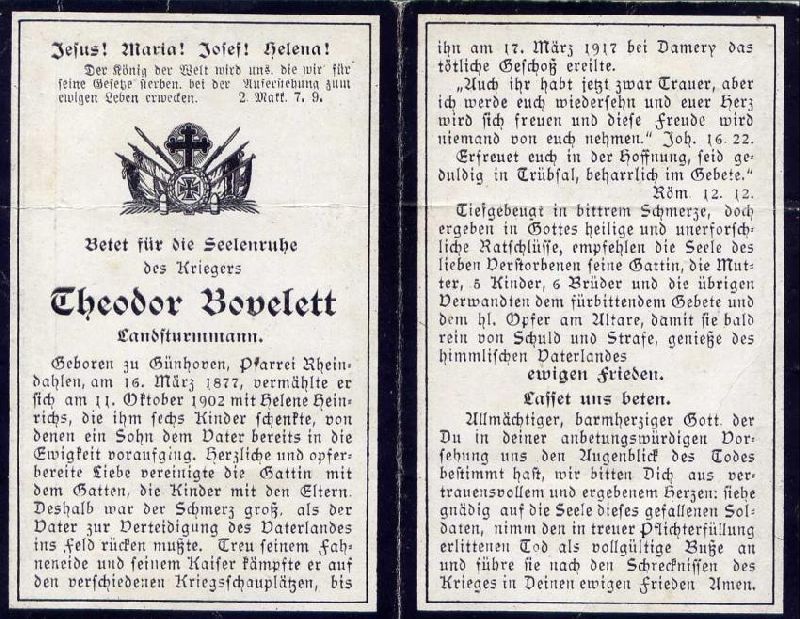 Jesus! Maria! Josef! Helena!
Der König der Welt wird uns, die wir für
seine Gesetze sterben, bei der Auferstehung zum
ewigen Leben erwecken. 2. Makk. 7, 9.
Betet für die Seelenruhe
des Kriegers
Theodor Bovelett
Landsturmmann.
Geboren zu Günhoven, Pfarrei Rhein-
dahlen, am 16. März 1877, vermählte er
sich am 11. Oktober 1902 mit Helene Hein-
richs, die ihm sechs Kinder schenkte, von
denen ein Sohn dem Vater bereits in die
Ewigkeit voraufging. Herzliche und opfer-
bereite Liebe vereinigte die Gattin mit
dem Gatten, die Kinder mit den Eltern.
Deshalb war der Schmerz groß, als der
Vater zur Verteidigung des Vaterlandes
ins Feld rücken mußte. Treu seinem Fah-
neneide und seinem Kaiser kämpfte er auf
den verschiedenen Kriegsschauplätzen, bis
ihn am 17. März 1917 bei Damery das
tötliche Geschoß ereilte.
„Auch ihr habt jetzt zwar Trauer, aber
ich werde euch wiedersehn und euer Herz
wird sich freuen und diese Freude wird
niemand von euch nehmen." Joh. 16. 22.
Erfreuet euch in der Hoffnung, seid ge-
duldig in Trübsal, beharrlich im Gebete."
Röm. 12. 12.
Tiefgebeugt in bittrem Schmerze, doch
ergeben in Gottes heilige und unerforsch-
liche Ratschlüsse, empfehlen die Seele des
lieben Verstorbenen seine Gattin, die Mut-
ter, 5 Kinder, 6 Brüder und die übrigen
Verwandten dem fürbittendem Gebete und
dem hl. Opfer am Altare, damit sie bald
rein von Schuld und Strafe, genieße des
himmlischen Vaterlandes
ewigen Frieden.
Lasset uns beten.
Allmächtiger, barmherziger Gott, der
Du in deiner anbetungswürdigen Vor-
sehung uns den Augenblick des Todes
bestimmt hast, wir bitten Dich aus ver-
trauensvollem und ergebenem Herzen: siehe
gnädig auf die Seele dieses gefallenen Sol-
daten, nimm den in treuer Pflichterfüllung
erlittenen Tod als vollgültige Buße an
und führe sie nach den Schrecknissen des
Krieges in Deinen ewigen Frieden Amen.